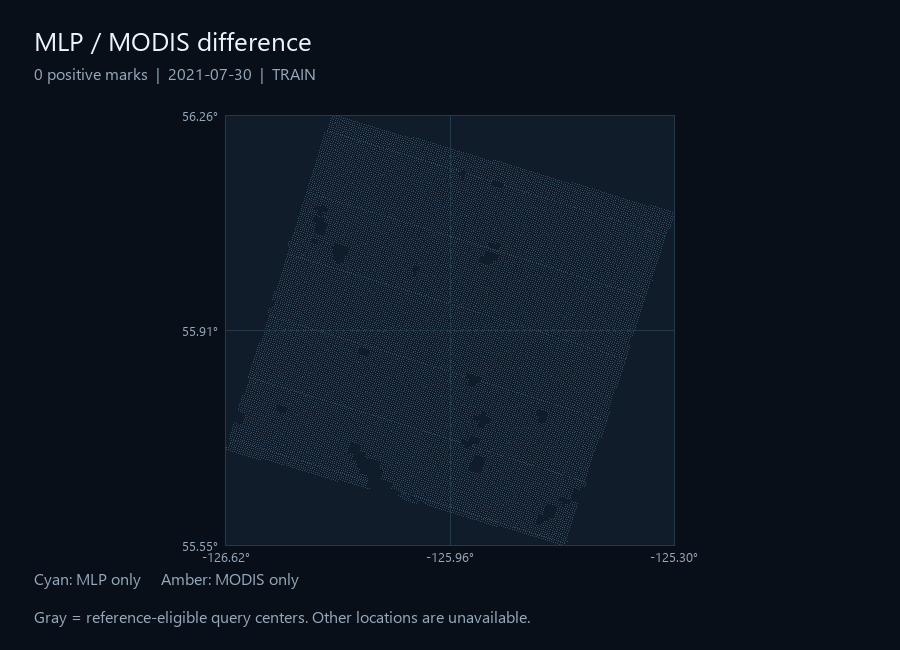 MLP / MODIS difference
0 positive marks | 2021-07-30 | TRAIN
56.26°
55.91°
55.55°
-126.62° -125.96° -125.30°
Cyan: MLP only Amber: MODIS only
Gray = reference-eligible query centers. Other locations are unavailable.